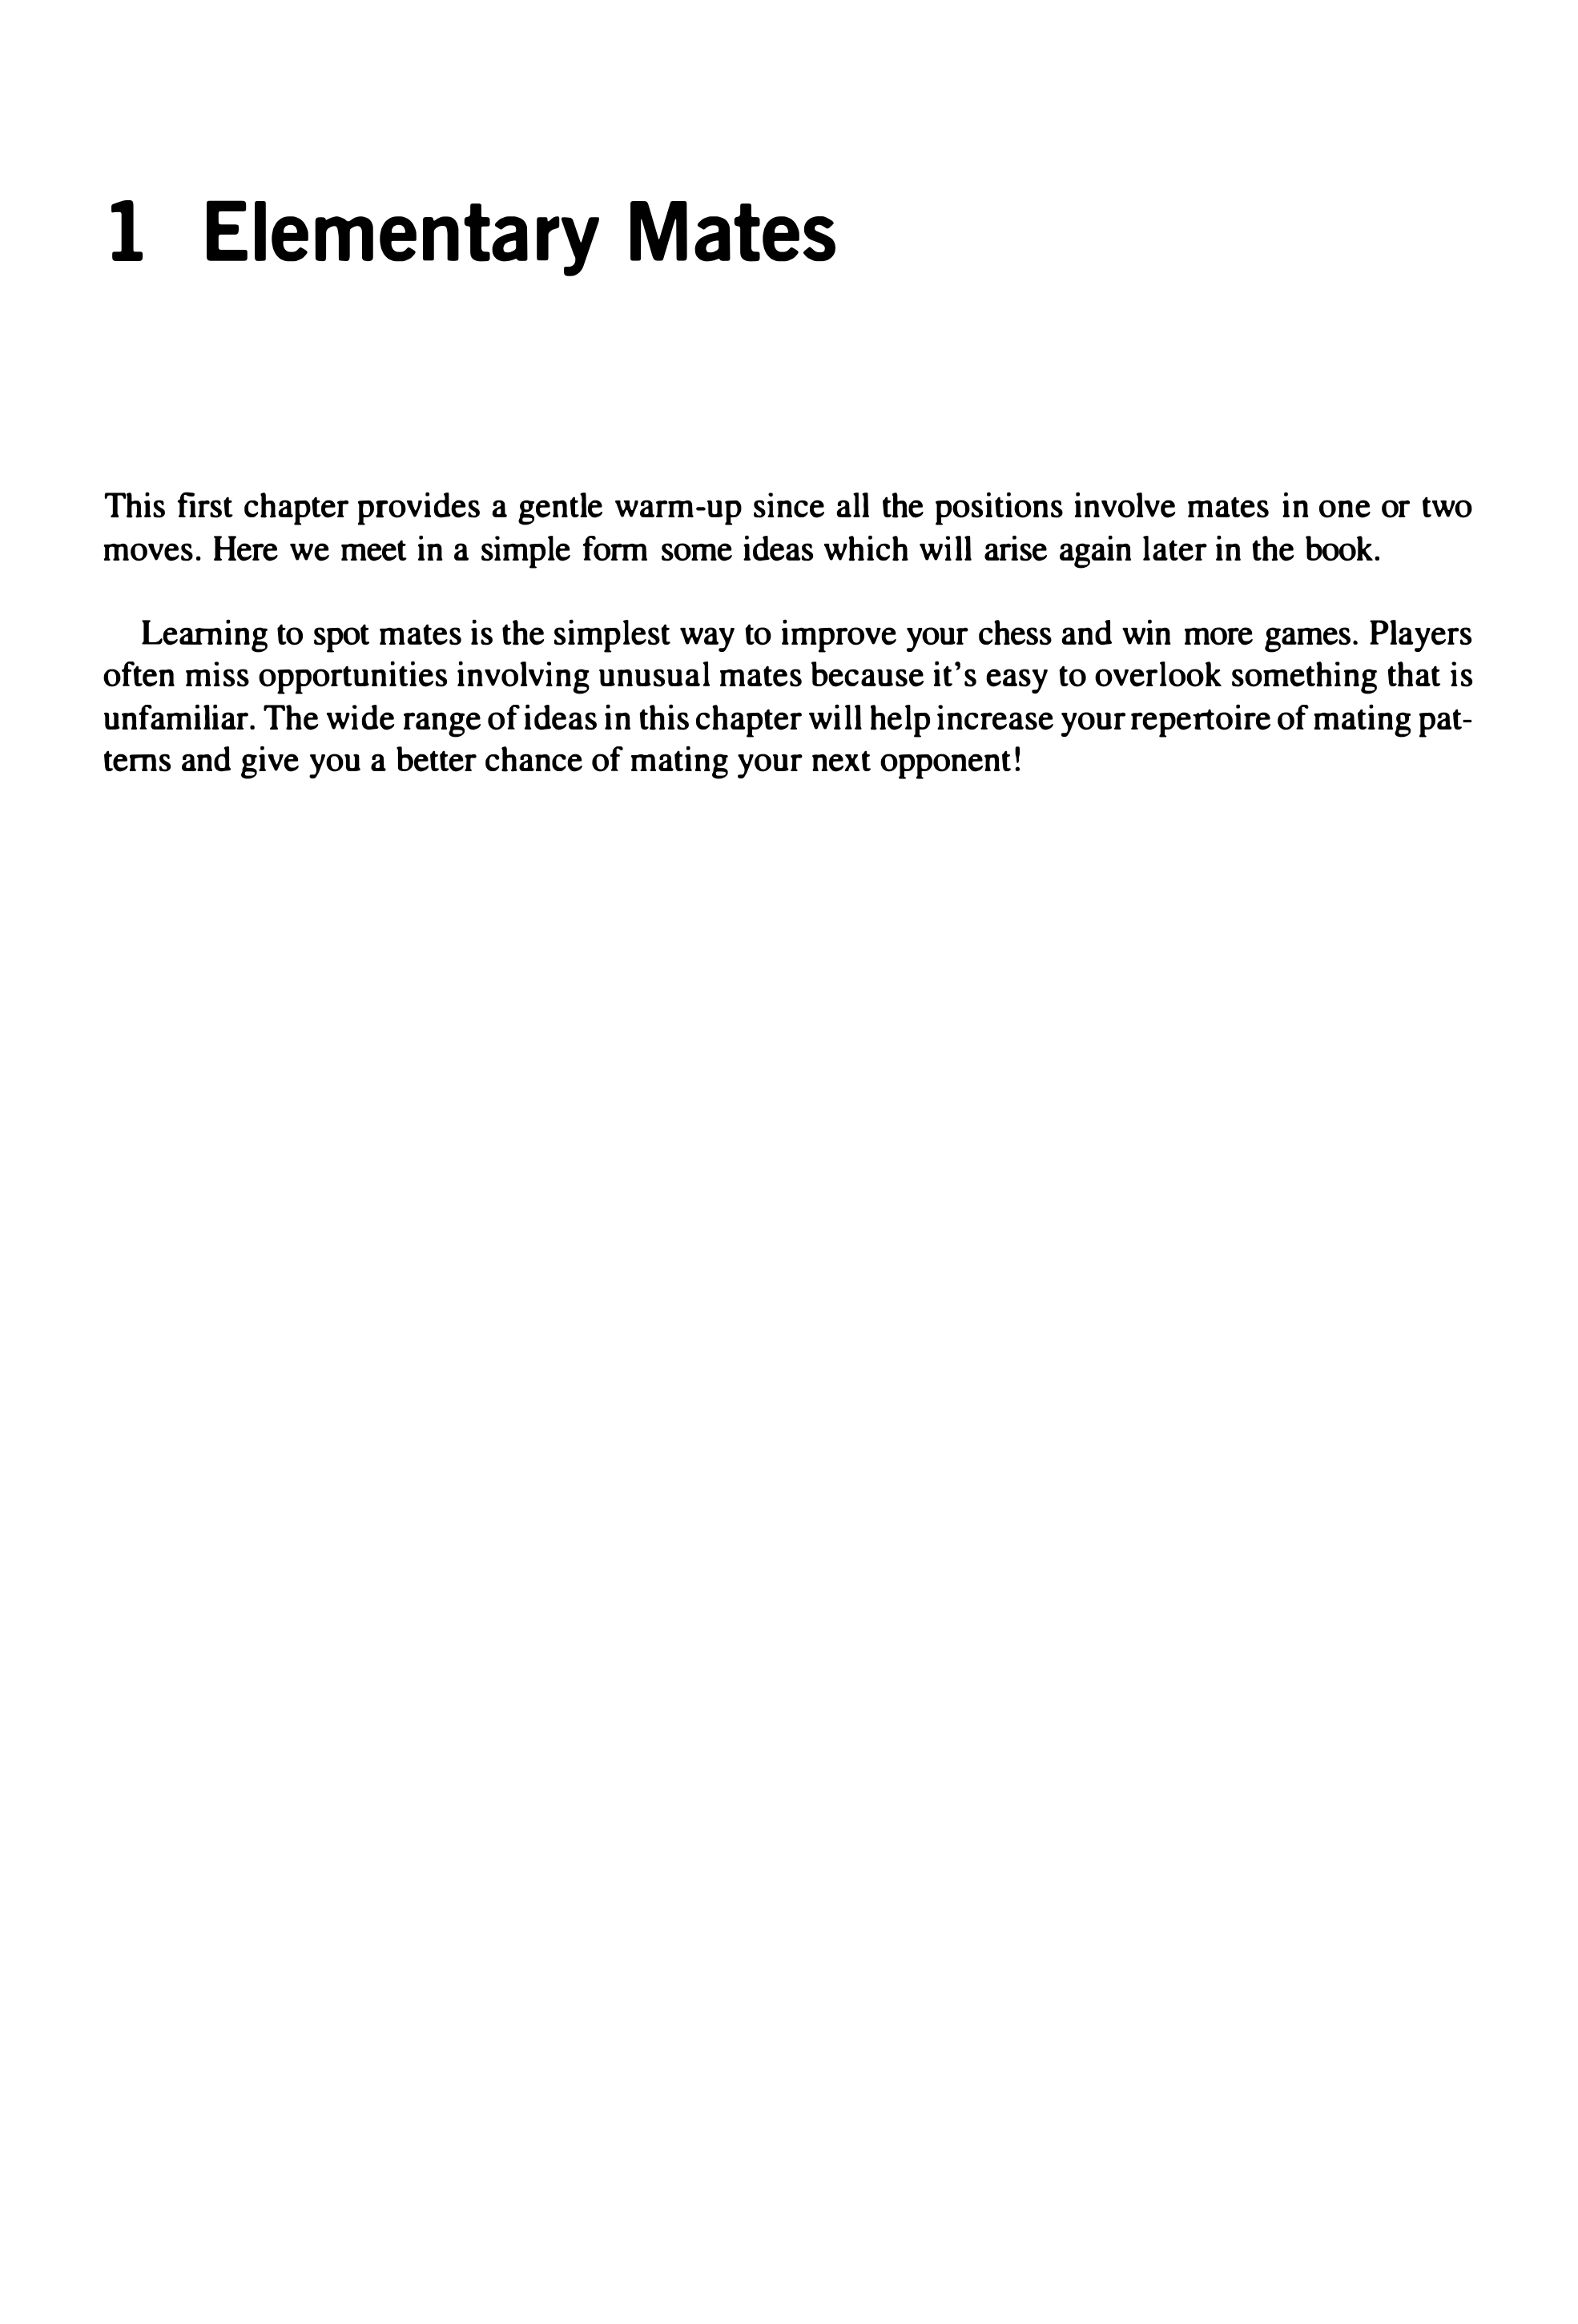 1 Elementary Mates
This first chapter provides a gentle warm-up since all the positions involve mates in one or two
moves. Here we meet in a simple form some ideas which will arise again later in the book.
Learning to spot mates is the simplest way to improve your chess and win more games. Players
often miss opportunities involving unusual mates because it's easy to overlook something that is
unfamiliar. The wide range of ideas in this chapter will help increase your repertoire of mating pat-
terns and give you a better chance of mating your next opponent!